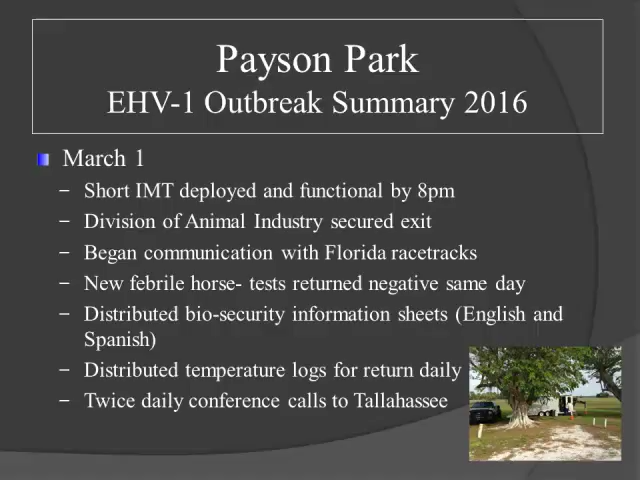 Payson Park
EHV-1 Outbreak Summary 2016
March 1
– Short IMT deployed and functional by 8pm
– Division of Animal Industry secured exit
– Began communication with Florida racetracks
– New febrile horse- tests returned negative same day
– Distributed bio-security information sheets (English and
Spanish)
– Distributed temperature logs for return daily
– Twice daily conference calls to Tallahassee